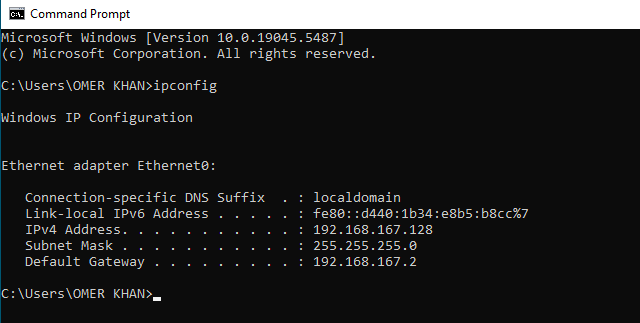 Command Prompt
Microsoft Windows [Version 10.0.19045.5487]
(c) Microsoft Corporation. All rights reserved.
C:\Users\OMER KHAN>ipconfig
Windows IP Configuration
Ethernet adapter Ethernet0:
   Connection-specific DNS Suffix  . : localdomain
   Link-local IPv6 Address . . . . . : fe80::d440:1b34:e8b5:b8cc%7
   IPv4 Address. . . . . . . . . . . : 192.168.167.128
   Subnet Mask . . . . . . . . . . . : 255.255.255.0
   Default Gateway . . . . . . . . . : 192.168.167.2
C:\Users\OMER KHAN>